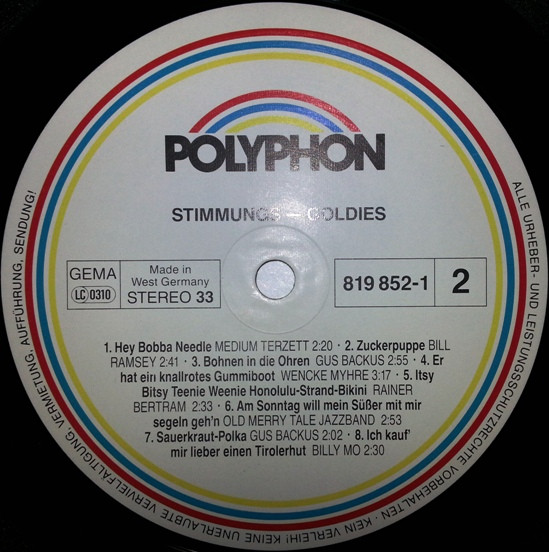 POLYPHON
STIMMUNGS – GOLDIES
GEMA
LC 0310
Made in
West Germany
STEREO 33
819 852-1
2
1. Hey Bobba Needle MEDIUM TERZETT 2:20 · 2. Zuckerpuppe BILL
RAMSEY 2:41 · 3. Bohnen in die Ohren GUS BACKUS 2:55 · 4. Er
hat ein knallrotes Gummiboot WENCKE MYHRE 3:17 · 5. Itsy
Bitsy Teenie Weenie Honolulu-Strand-Bikini RAINER
BERTRAM 2:33 · 6. Am Sonntag will mein Süßer mit mir
segeln geh'n OLD MERRY TALE JAZZBAND 2:53
7. Sauerkraut-Polka GUS BACKUS 2:02 · 8. Ich kauf'
mir lieber einen Tirolerhut BILLY MO 2:30
ALLE URHEBER- UND LEISTUNGSSCHUTZRECHTE VORBEHALTEN · KEIN VERLEIH! KEINE UNERLAUBTE VERVIELFÄLTIGUNG, VERMIETUNG, AUFFÜHRUNG, SENDUNG!